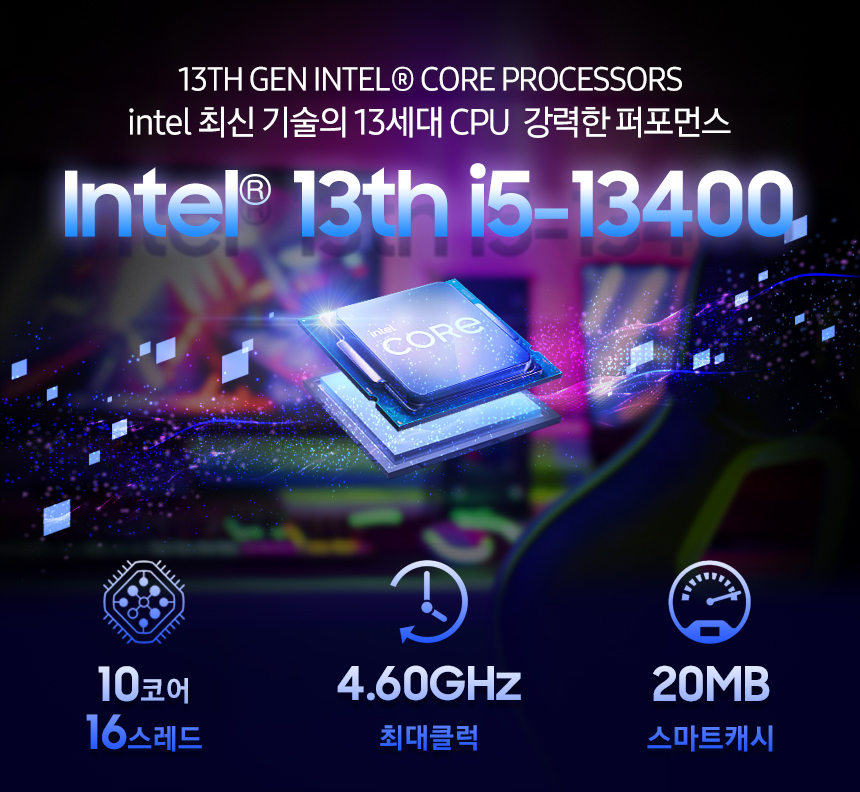 13TH GEN INTEL® CORE PROCESSORS
intel 최신 기술의 13세대 CPU 강력한 퍼포먼스
Intel® 13th i5-13400
intel
CORE
10코어
16스레드
4.60GHz
최대클럭
20MB
스마트캐시